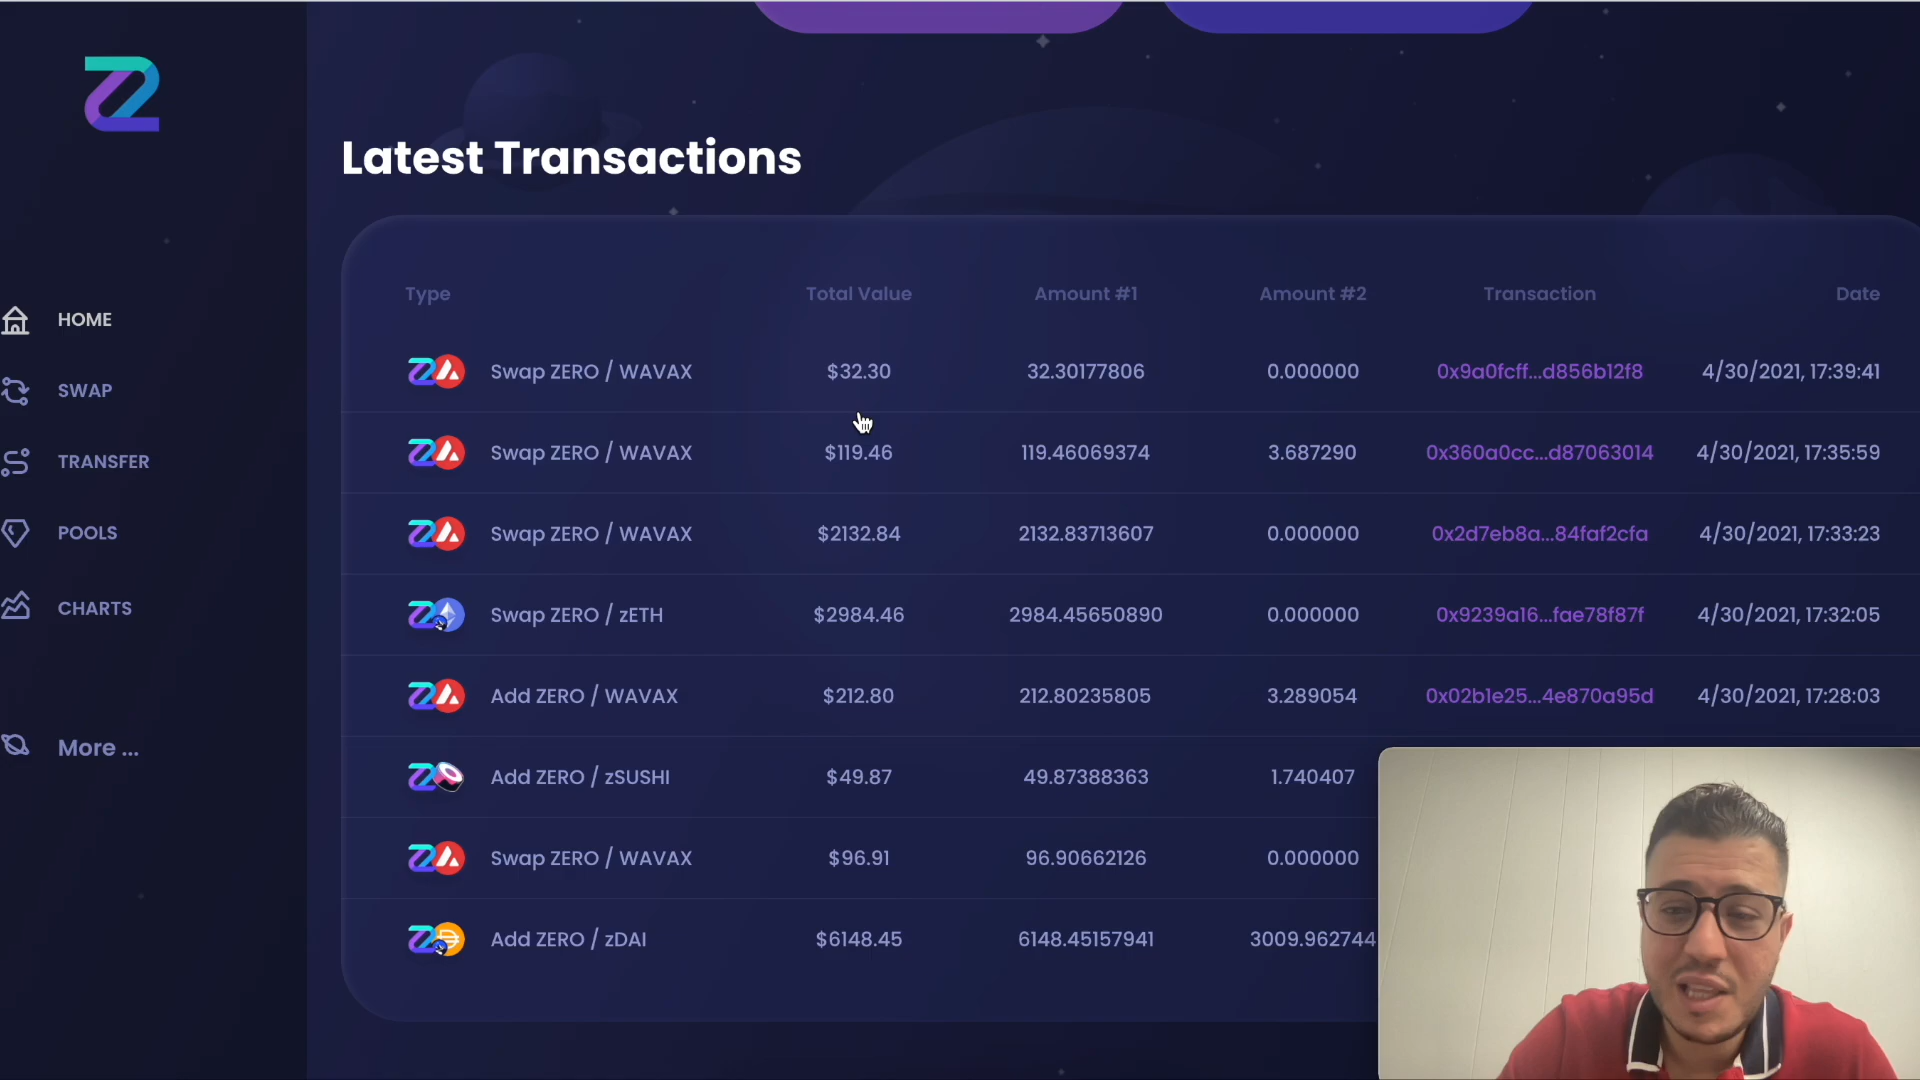 Latest Transactions
Type Total Value Amount #1 Amount #2 Transaction Date
HOME
SWAP
TRANSFER
POOLS
CHARTS
More ...
Swap ZERO / WAVAX $32.30 32.30177806 0.000000 0x9a0fcff...d856b12f8 4/30/2021, 17:39:41
Swap ZERO / WAVAX $119.46 119.46069374 3.687290 0x360a0cc...d87063014 4/30/2021, 17:35:59
Swap ZERO / WAVAX $2132.84 2132.83713607 0.000000 0x2d7eb8a...84faf2cfa 4/30/2021, 17:33:23
Swap ZERO / zETH $2984.46 2984.45650890 0.000000 0x9239a16...fae78f87f 4/30/2021, 17:32:05
Add ZERO / WAVAX $212.80 212.80235805 3.289054 0x02b1e25...4e870a95d 4/30/2021, 17:28:03
Add ZERO / zSUSHI $49.87 49.87388363 1.740407
Swap ZERO / WAVAX $96.91 96.90662126 0.000000
Add ZERO / zDAI $6148.45 6148.45157941 3009.962744